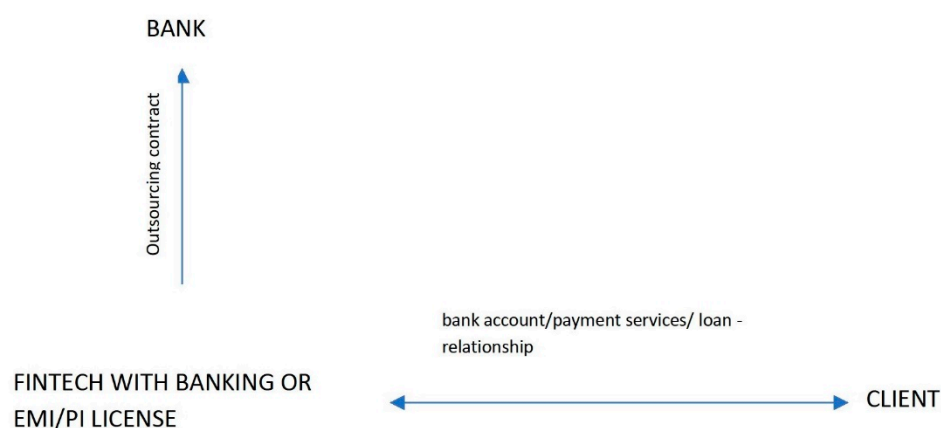 BANK
Outsourcing contract
bank account/payment services/ loan -
relationship
FINTECH WITH BANKING OR
EMI/PI LICENSE
CLIENT